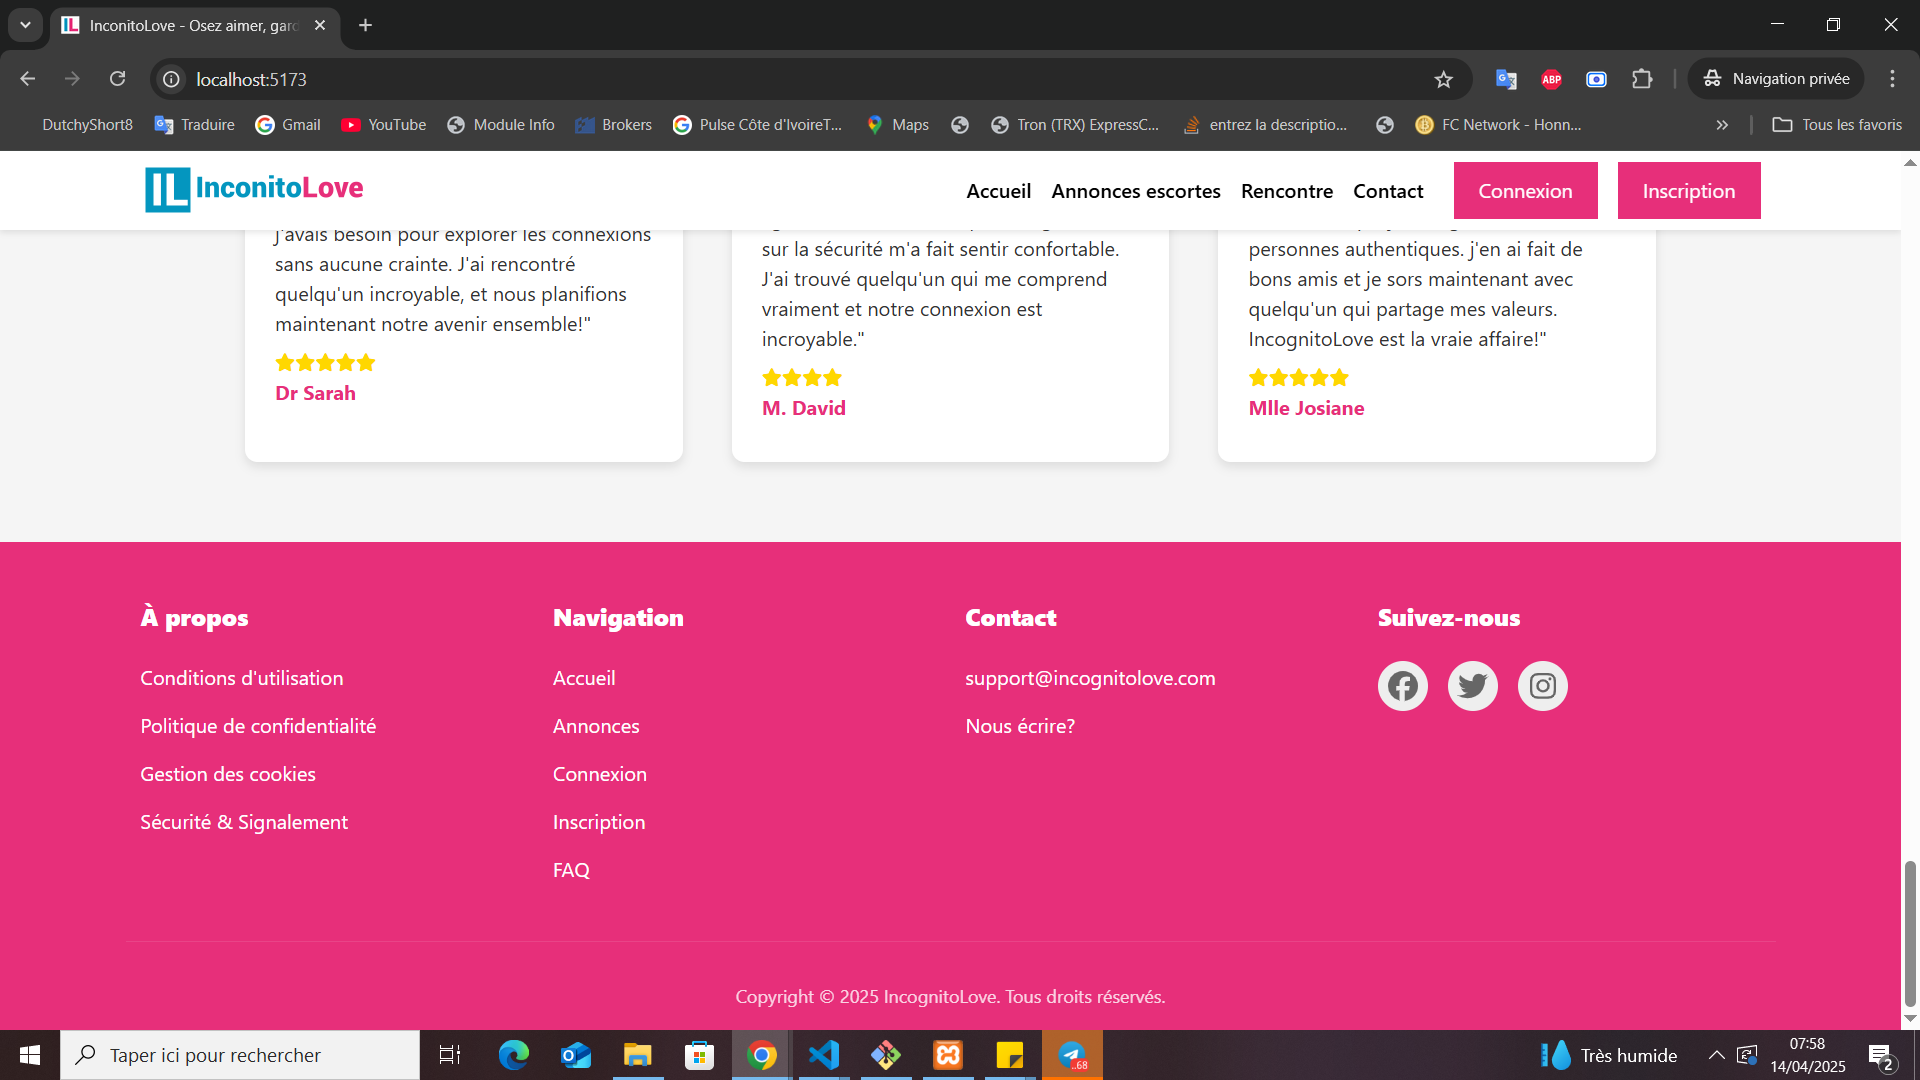 InconitoLove - Osez aimer, gard
localhost:5173
Navigation privée
DutchyShort8 Traduire Gmail YouTube Module Info Brokers Pulse Côte d'IvoireT... Maps Tron (TRX) ExpressC... entrez la descriptio... FC Network - Honn... Tous les favoris
IL InconitoLove
Accueil Annonces escortes Rencontre Contact Connexion Inscription
j'avais besoin pour explorer les connexions
sans aucune crainte. J'ai rencontré
quelqu'un incroyable, et nous planifions
maintenant notre avenir ensemble!"
Dr Sarah
sur la sécurité m'a fait sentir confortable.
J'ai trouvé quelqu'un qui me comprend
vraiment et notre connexion est
incroyable."
M. David
personnes authentiques. j'en ai fait de
bons amis et je sors maintenant avec
quelqu'un qui partage mes valeurs.
IncognitoLove est la vraie affaire!"
Mlle Josiane
À propos
Conditions d'utilisation
Politique de confidentialité
Gestion des cookies
Sécurité & Signalement
Navigation
Accueil
Annonces
Connexion
Inscription
FAQ
Contact
support@incognitolove.com
Nous écrire?
Suivez-nous
Copyright © 2025 IncognitoLove. Tous droits réservés.
Taper ici pour rechercher
Très humide
07:58
14/04/2025
2
ABP
..68